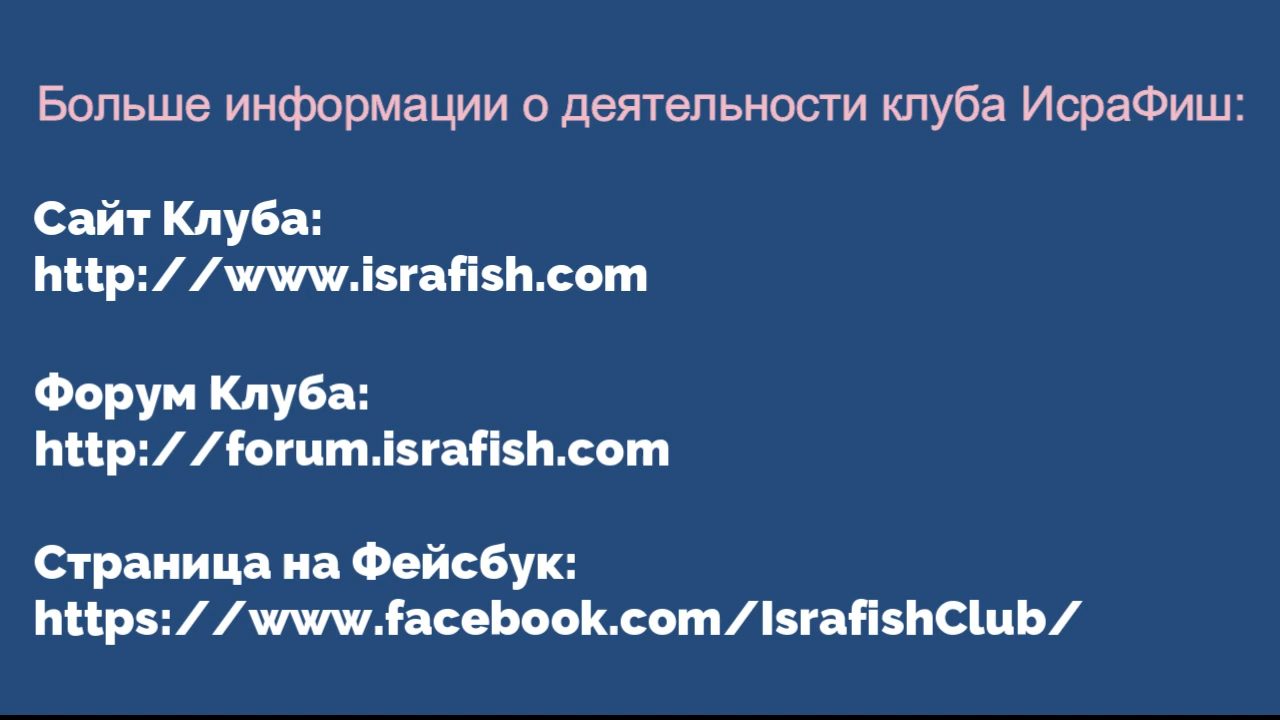 Больше информации о деятельности клуба ИсраФиш:
Сайт Клуба:
http://www.israfish.com
Форум Клуба:
http://forum.israfish.com
Страница на Фейсбук:
https://www.facebook.com/IsrafishClub/